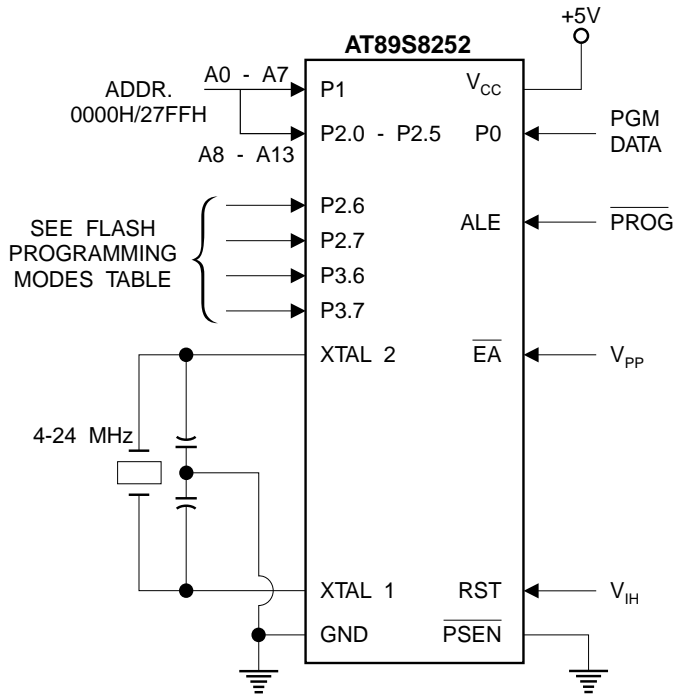 +5V
AT89S8252
ADDR.
0000H/27FFH
A0 - A7
A8 - A13
P1
P2.0 - P2.5
VCC
P0
PGM
DATA
SEE FLASH
PROGRAMMING
MODES TABLE
P2.6
P2.7
P3.6
P3.7
ALE
PROG
XTAL 2
EA
VPP
4-24 MHz
XTAL 1
RST
VIH
GND
PSEN